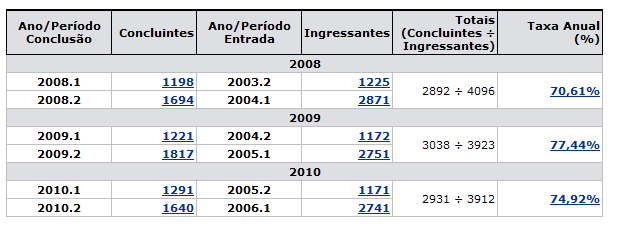 Ano/Período Conclusão Concluintes Ano/Período Entrada Ingressantes Totais (Concluintes ÷ Ingressantes) Taxa Anual (%)
2008
2008.1 1198 2003.2 1225 2892 ÷ 4096 70,61%
2008.2 1694 2004.1 2871
2009
2009.1 1221 2004.2 1172 3038 ÷ 3923 77,44%
2009.2 1817 2005.1 2751
2010
2010.1 1291 2005.2 1171 2931 ÷ 3912 74,92%
2010.2 1640 2006.1 2741